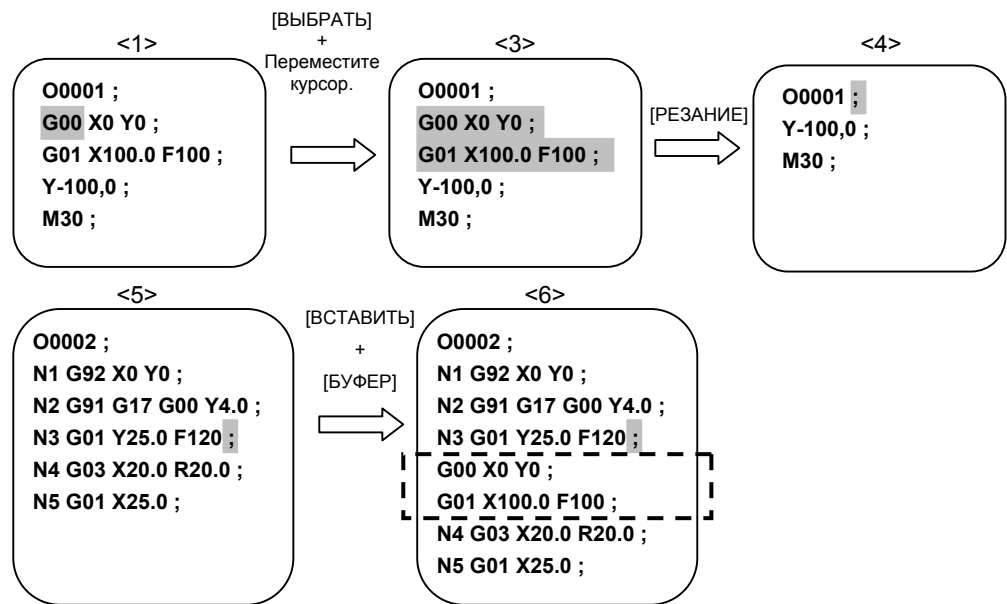 <1>
O0001 ;
G00 X0 Y0 ;
G01 X100.0 F100 ;
Y-100,0 ;
M30 ;
[ВЫБРАТЬ]
+
Переместите
курсор.
<3>
O0001 ;
G00 X0 Y0 ;
G01 X100.0 F100 ;
Y-100,0 ;
M30 ;
[РЕЗАНИЕ]
<4>
O0001 ;
Y-100,0 ;
M30 ;
<5>
O0002 ;
N1 G92 X0 Y0 ;
N2 G91 G17 G00 Y4.0 ;
N3 G01 Y25.0 F120 ;
N4 G03 X20.0 R20.0 ;
N5 G01 X25.0 ;
[ВСТАВИТЬ]
+
[БУФЕР]
<6>
O0002 ;
N1 G92 X0 Y0 ;
N2 G91 G17 G00 Y4.0 ;
N3 G01 Y25.0 F120 ;
G00 X0 Y0 ;
G01 X100.0 F100 ;
N4 G03 X20.0 R20.0 ;
N5 G01 X25.0 ;